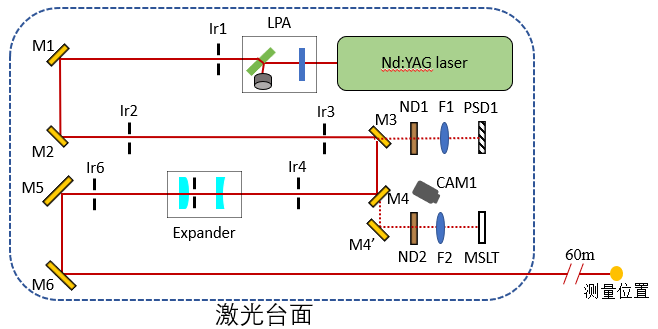 LPA
Ir1
M1
Nd:YAG laser
Ir2
Ir3
M3
ND1
F1
PSD1
M2
M5
Ir6
Ir4
M4
CAM1
Expander
M4’
ND2
F2
MSLT
M6
60m
测量位置
激光台面